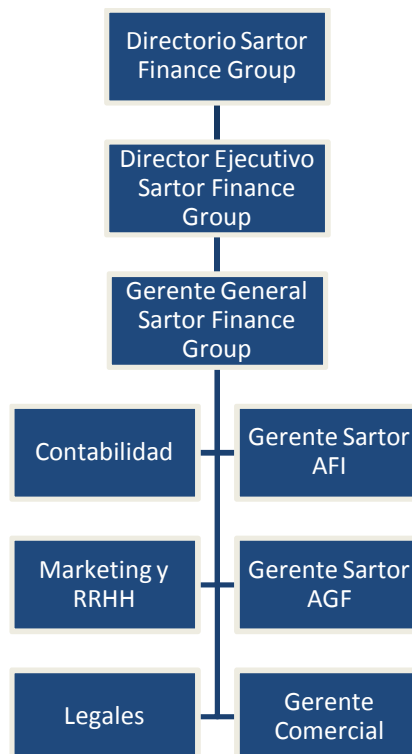 Directorio Sartor
Finance Group
Director Ejecutivo
Sartor Finance
Group
Gerente General
Sartor Finance
Group
Contabilidad
Gerente Sartor
AFI
Marketing y
RRHH
Gerente Sartor
AGF
Legales
Gerente
Comercial